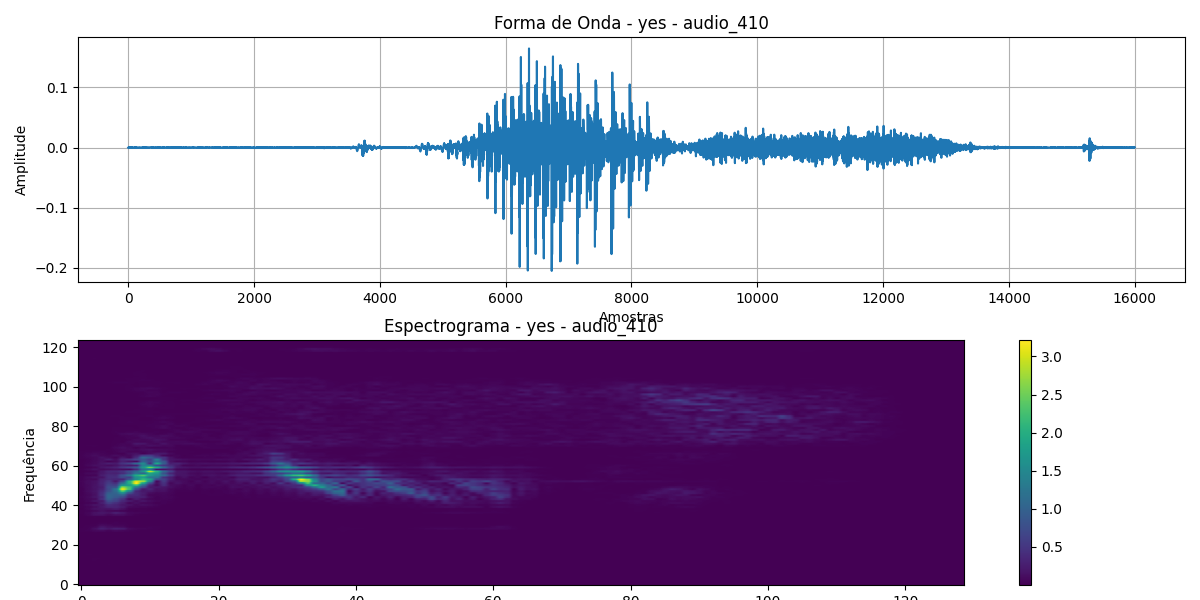 Forma de Onda - yes - audio_410
Amplitude
0.1
0.0
−0.1
−0.2
0 2000 4000 6000 8000 10000 12000 14000 16000
Amostras
Espectrograma - yes - audio_410
Frequência
120
100
80
60
40
20
0
3.0
2.5
2.0
1.5
1.0
0.5
0 20 40 60 80 100 120